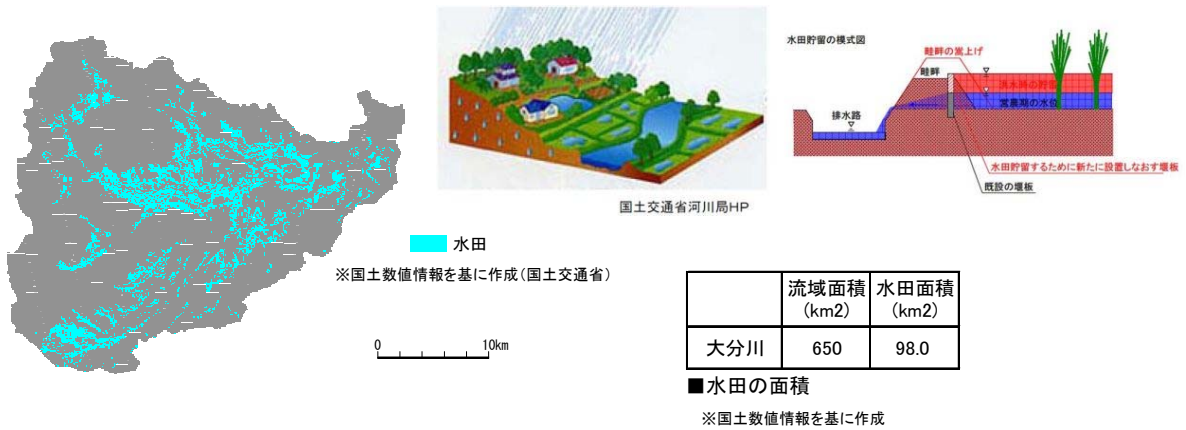 水田貯留の模式図
畦畔の嵩上げ
畦畔
洪水時の貯留
営農期の水位
排水路
水田貯留するために新たに設置しなおす堰板
既設の堰板
国土交通省河川局HP
水田
※国土数値情報を基に作成(国土交通省)
0 10km
流域面積 水田面積
(km2) (km2)
大分川 650 98.0
■水田の面積
※国土数値情報を基に作成